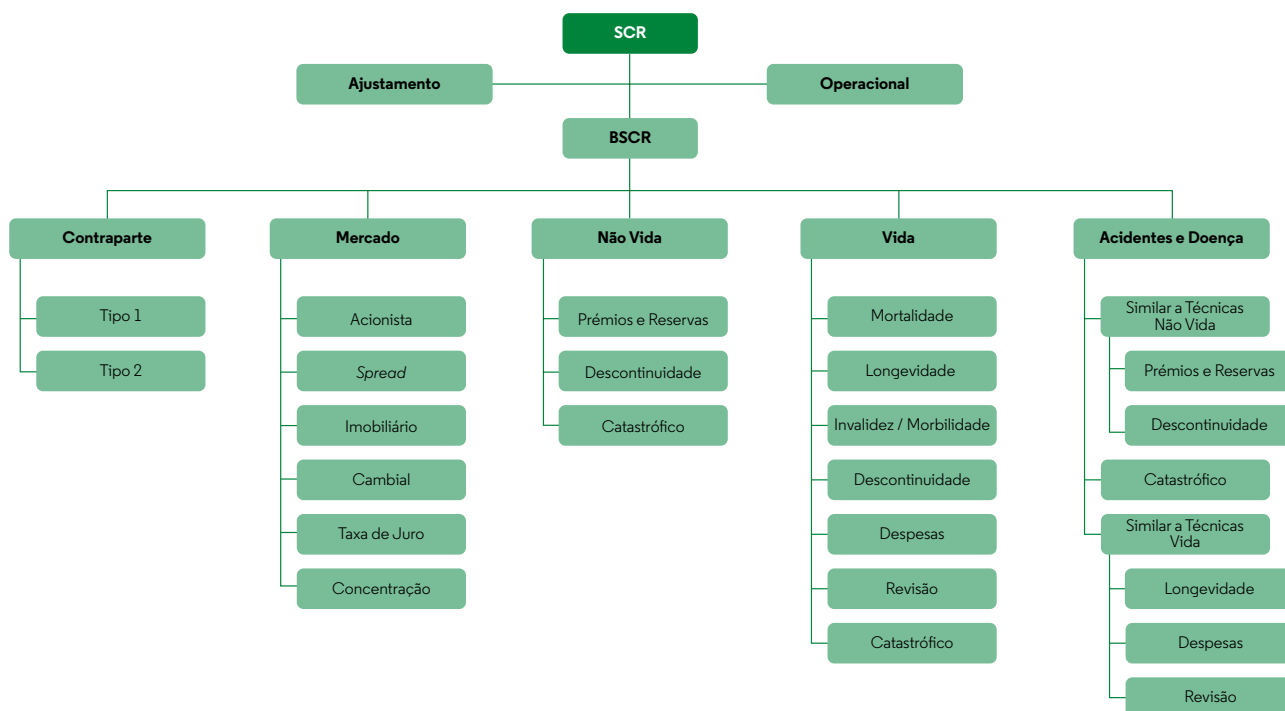 SCR
Ajustamento
Operacional
BSCR
Contraparte
Tipo 1
Tipo 2
Mercado
Acionista
Spread
Imobiliário
Cambial
Taxa de Juro
Concentração
Não Vida
Prémios e Reservas
Descontinuidade
Catastrófico
Vida
Mortalidade
Longevidade
Invalidez / Morbilidade
Descontinuidade
Despesas
Revisão
Catastrófico
Acidentes e Doença
Similar a Técnicas
Não Vida
Prémios e Reservas
Descontinuidade
Catastrófico
Similar a Técnicas
Vida
Longevidade
Despesas
Revisão